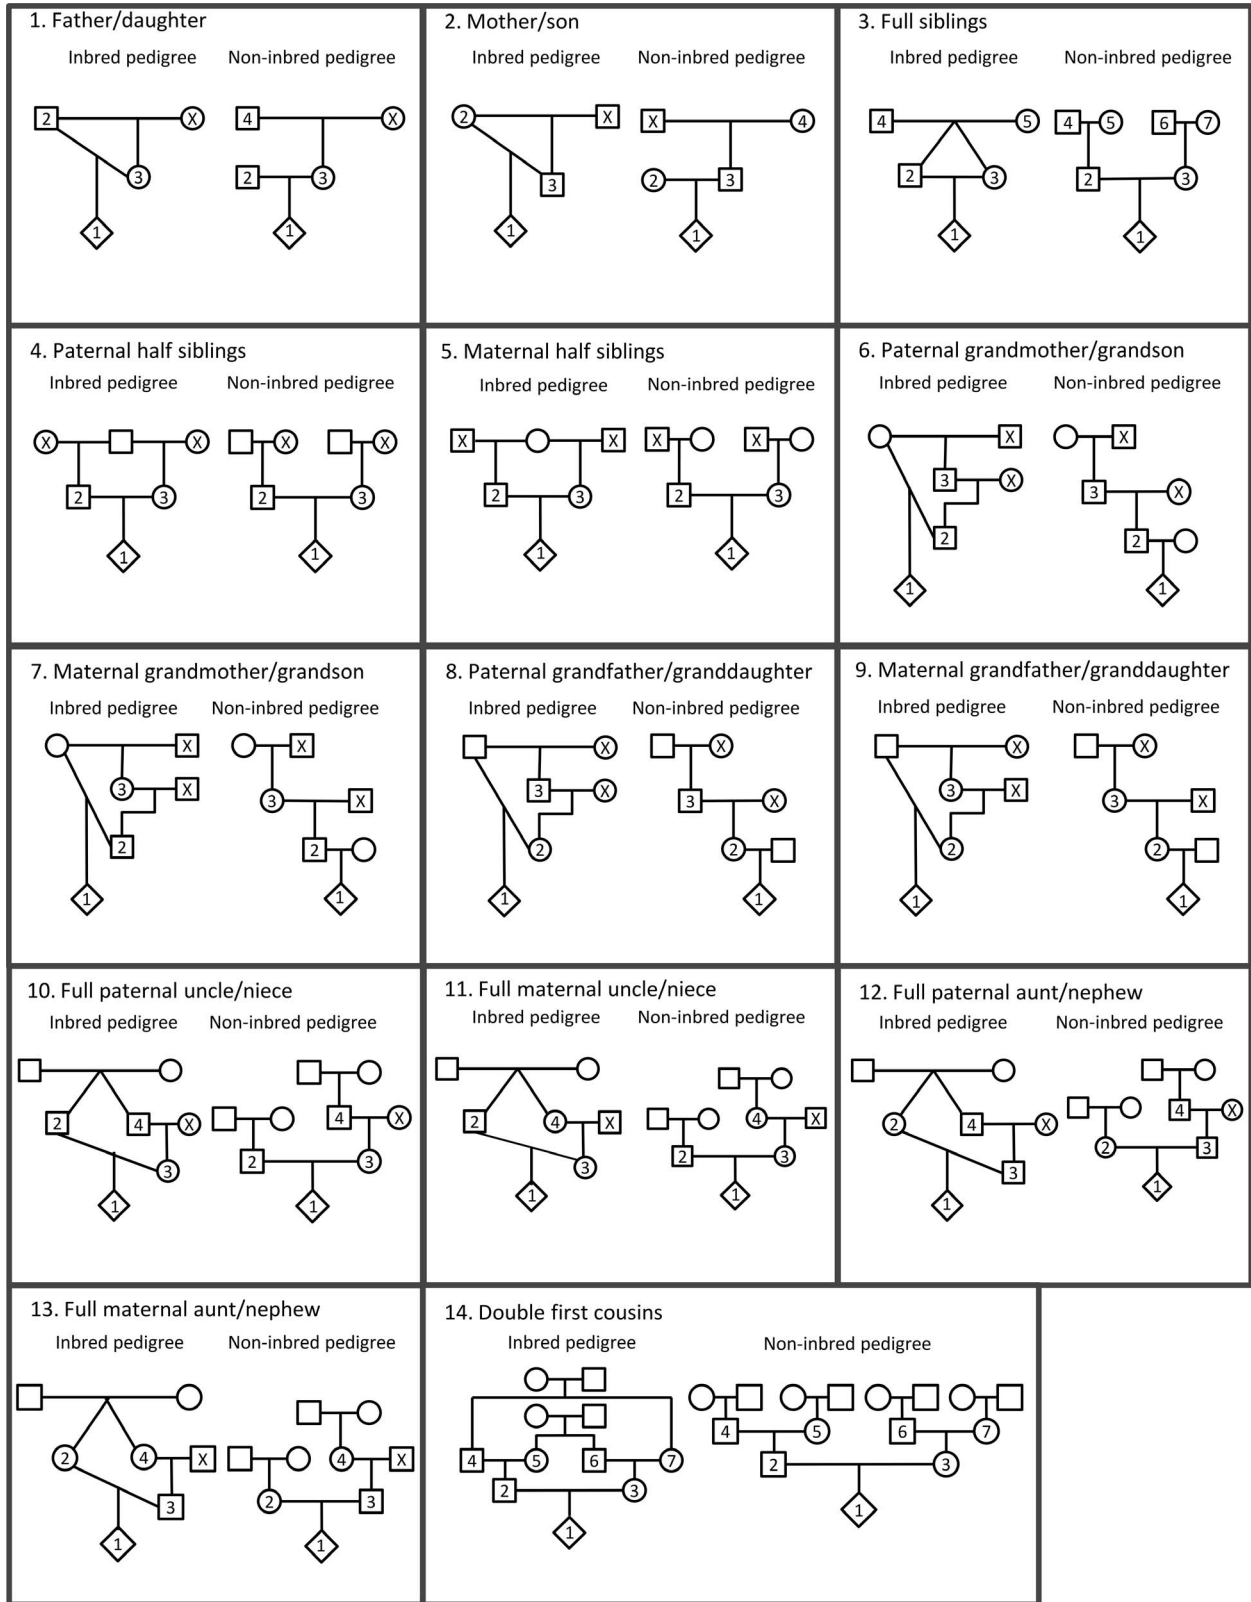 1. Father/daughter
Inbred pedigree Non-inbred pedigree
2 X 4 X
3 2 3
1 1
2. Mother/son
Inbred pedigree Non-inbred pedigree
2 X X 4
3 2 3
1 1
3. Full siblings
Inbred pedigree Non-inbred pedigree
4 5 4 5 6 7
2 3 2 3
1 1
4. Paternal half siblings
Inbred pedigree Non-inbred pedigree
X X X X
2 3 2 3
1 1
5. Maternal half siblings
Inbred pedigree Non-inbred pedigree
X X X X
2 3 2 3
1 1
6. Paternal grandmother/grandson
Inbred pedigree Non-inbred pedigree
X X
3 X 3 X
2 2
1 1
7. Maternal grandmother/grandson
Inbred pedigree Non-inbred pedigree
X X
3 X 3 X
2 2
1 1
8. Paternal grandfather/granddaughter
Inbred pedigree Non-inbred pedigree
X X
3 X 3 X
2 2
1 1
9. Maternal grandfather/granddaughter
Inbred pedigree Non-inbred pedigree
X X
3 X 3 X
2 2
1 1
10. Full paternal uncle/niece
Inbred pedigree Non-inbred pedigree
2 4 X 4 X
3 2 3
1 1
11. Full maternal uncle/niece
Inbred pedigree Non-inbred pedigree
2 4 X 4 X
3 2 3
1 1
12. Full paternal aunt/nephew
Inbred pedigree Non-inbred pedigree
2 4 X 4 X
3 2 3
1 1
13. Full maternal aunt/nephew
Inbred pedigree Non-inbred pedigree
2 4 X 4 X
3 2 3
1 1
14. Double first cousins
Inbred pedigree Non-inbred pedigree
4 5 6 7 4 5 6 7
2 3 2 3
1 1